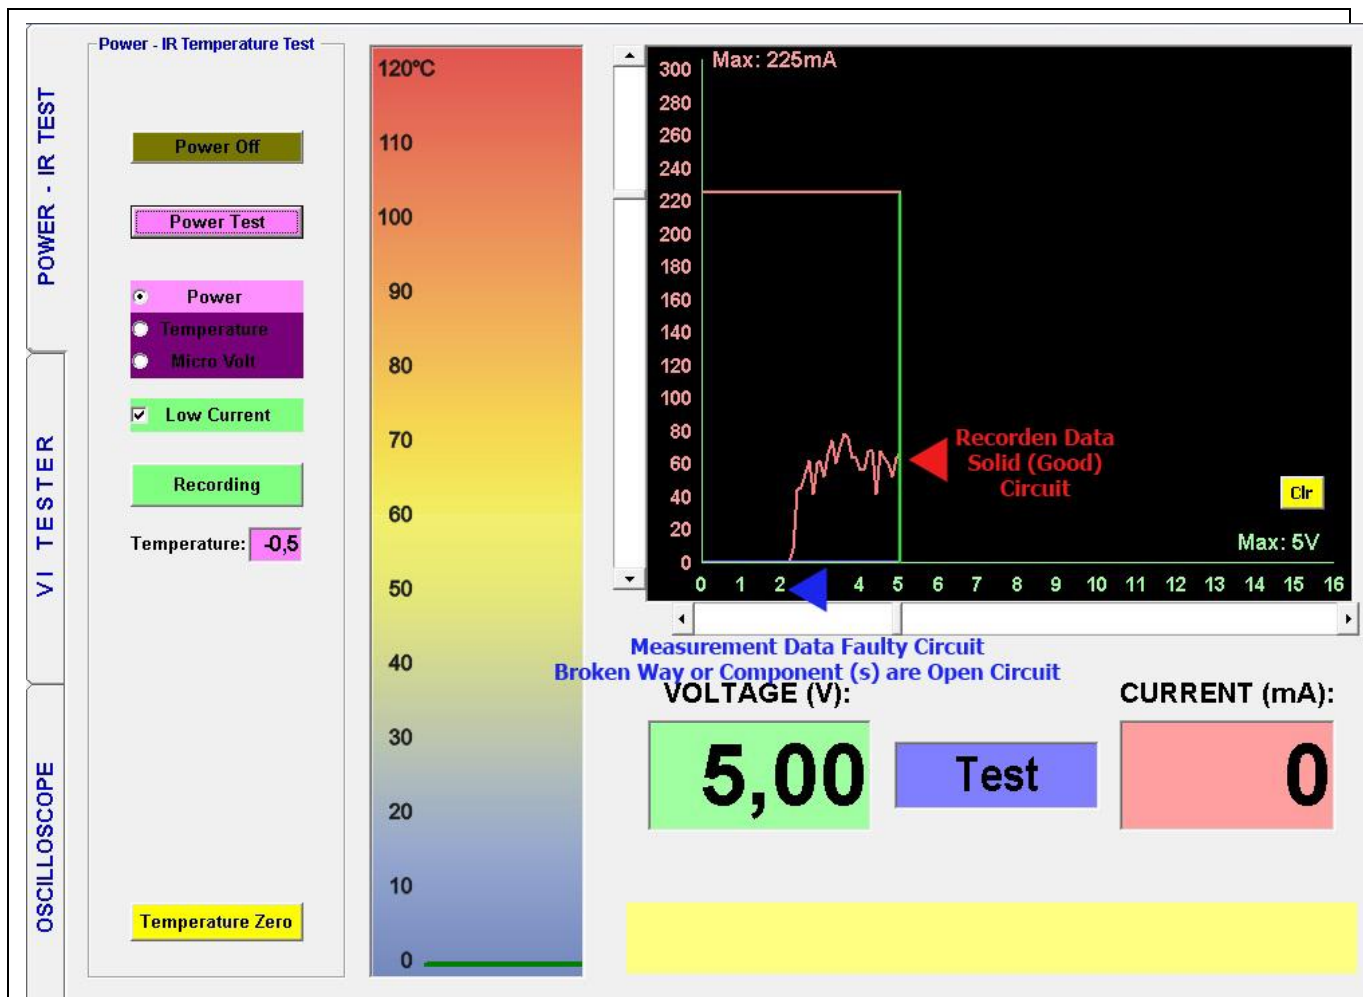 POWER - IR TEST
VI TESTER
OSCILLOSCOPE
Power - IR Temperature Test
Power Off
Power Test
Power
Temperature
Micro Volt
Low Current
Recording
Temperature: -0,5
Temperature Zero
120°C
110
100
90
80
70
60
50
40
30
20
10
0
Max: 225mA
300
280
260
240
220
200
180
160
140
120
100
80
60
40
20
0
Recorden Data
Solid (Good)
Circuit
Clr
Max: 5V
0 1 2 4 5 6 7 8 9 10 11 12 13 14 15 16
Measurement Data Faulty Circuit
Broken Way or Component (s) are Open Circuit
VOLTAGE (V):
5,00
Test
CURRENT (mA):
0